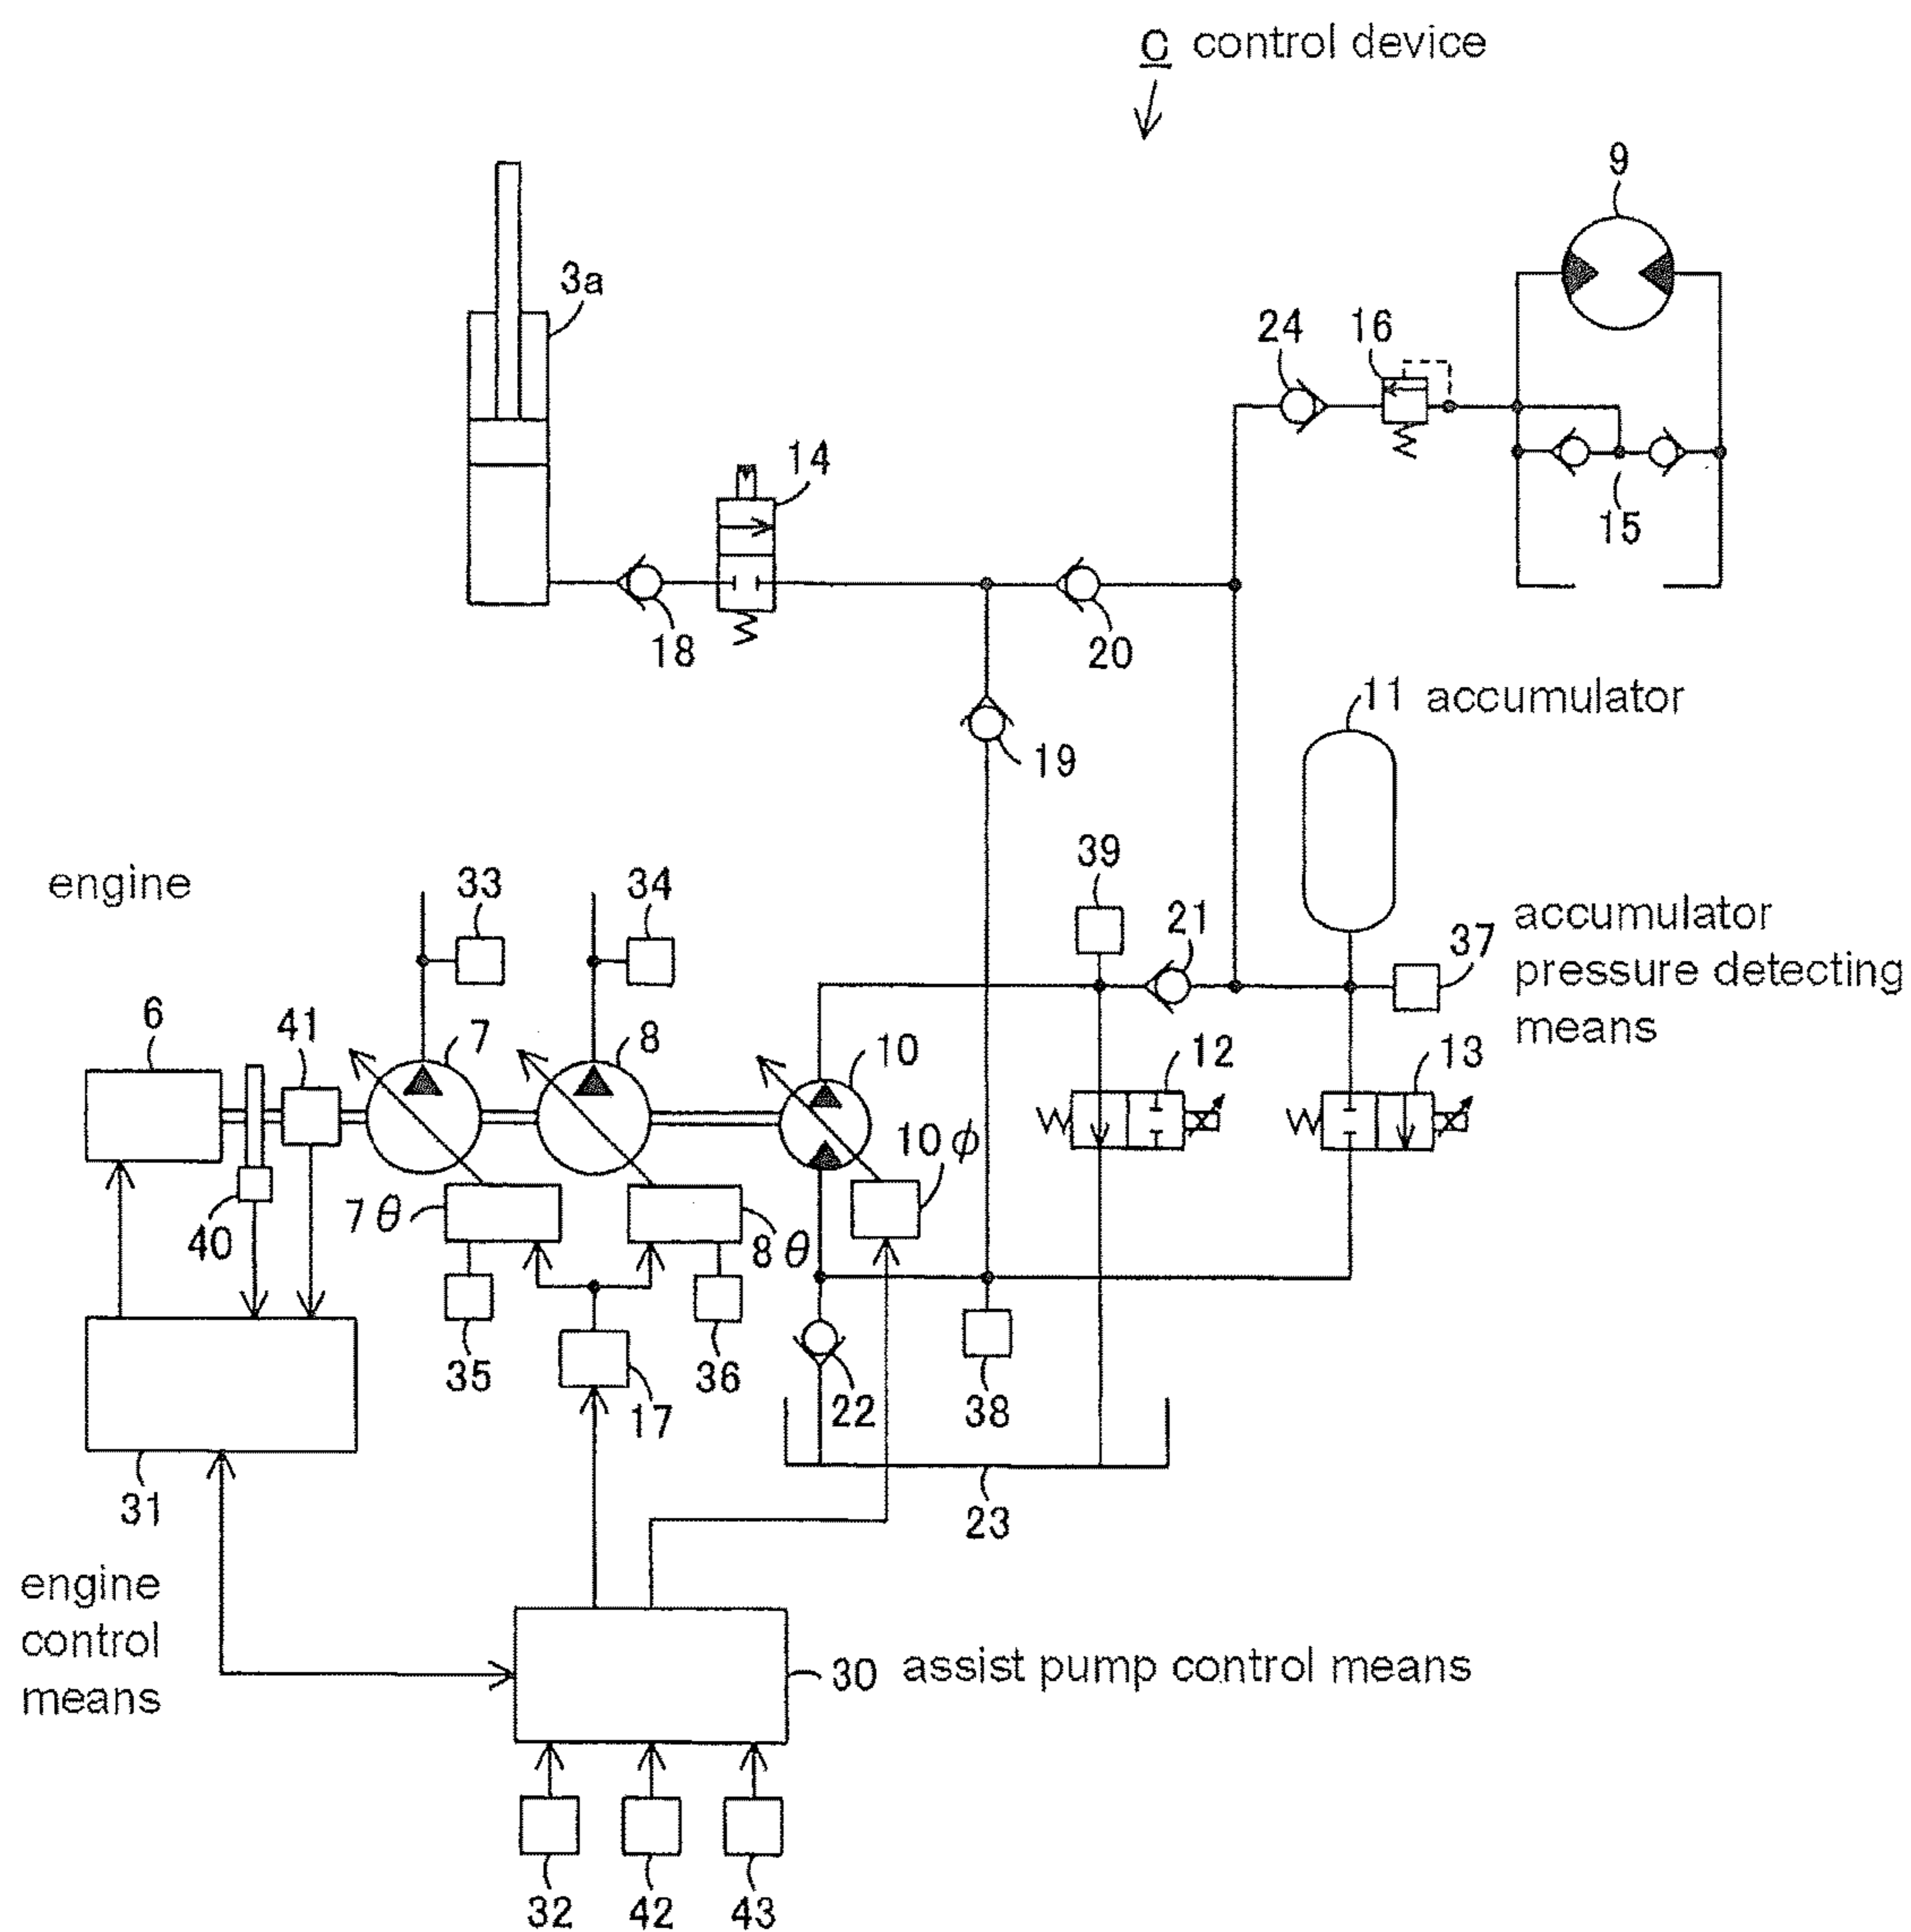 C control device
9
3a
24
16
14
15
18
20
11 accumulator
19
39
engine
33
34
21
accumulator
pressure detecting
means
37
6
41
7
8
10
12
13
10φ
7θ
8θ
40
35
36
17
22
38
31
23
engine
control
means
30 assist pump control means
32
42
43